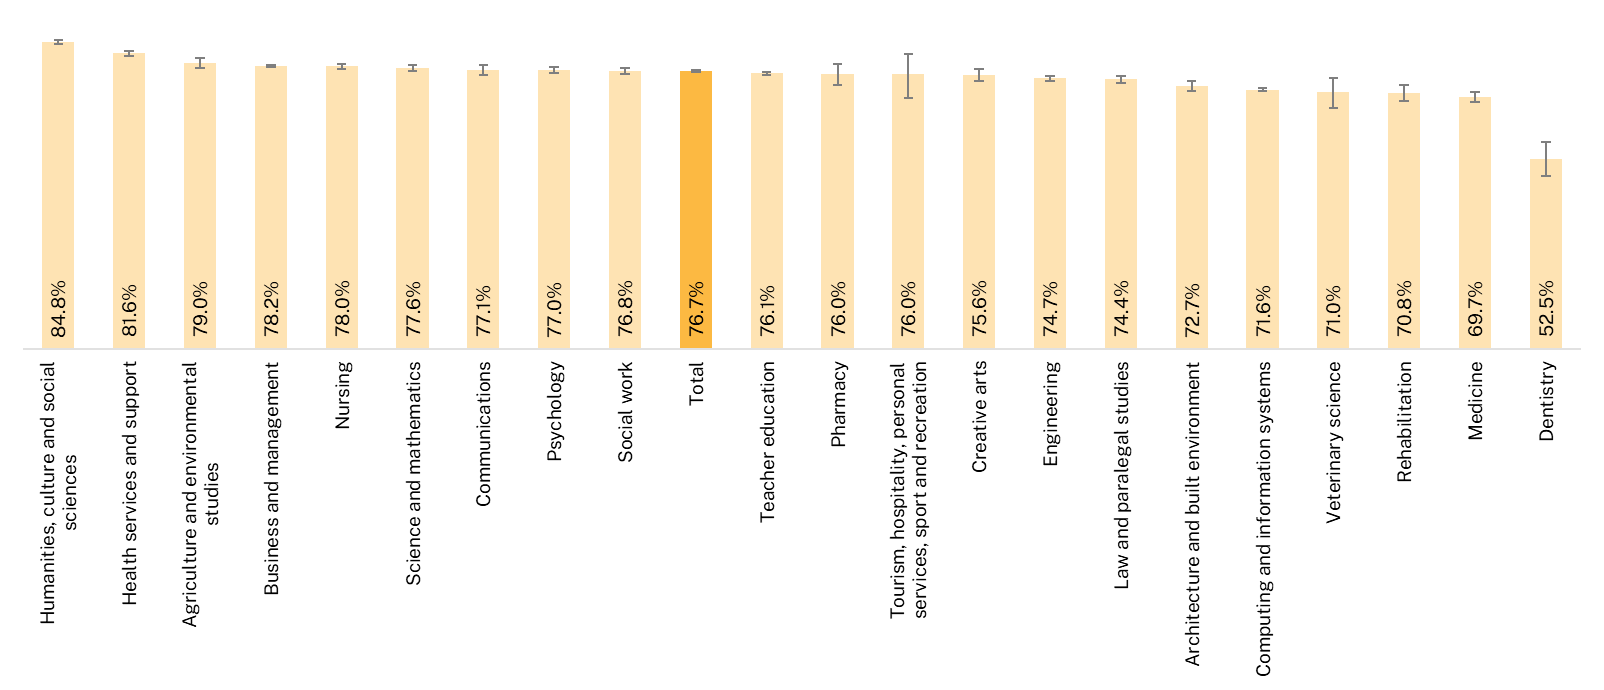 84.8%
81.6%
79.0%
78.2%
78.0%
77.6%
77.1%
77.0%
76.8%
76.7%
76.1%
76.0%
76.0%
75.6%
74.7%
74.4%
72.7%
71.6%
71.0%
70.8%
69.7%
52.5%
Humanities, culture and social
sciences
Health services and support
Agriculture and environmental
studies
Business and management
Nursing
Science and mathematics
Communications
Psychology
Social work
Total
Teacher education
Pharmacy
Tourism, hospitality, personal
services, sport and recreation
Creative arts
Engineering
Law and paralegal studies
Architecture and built environment
Computing and information systems
Veterinary science
Rehabilitation
Medicine
Dentistry